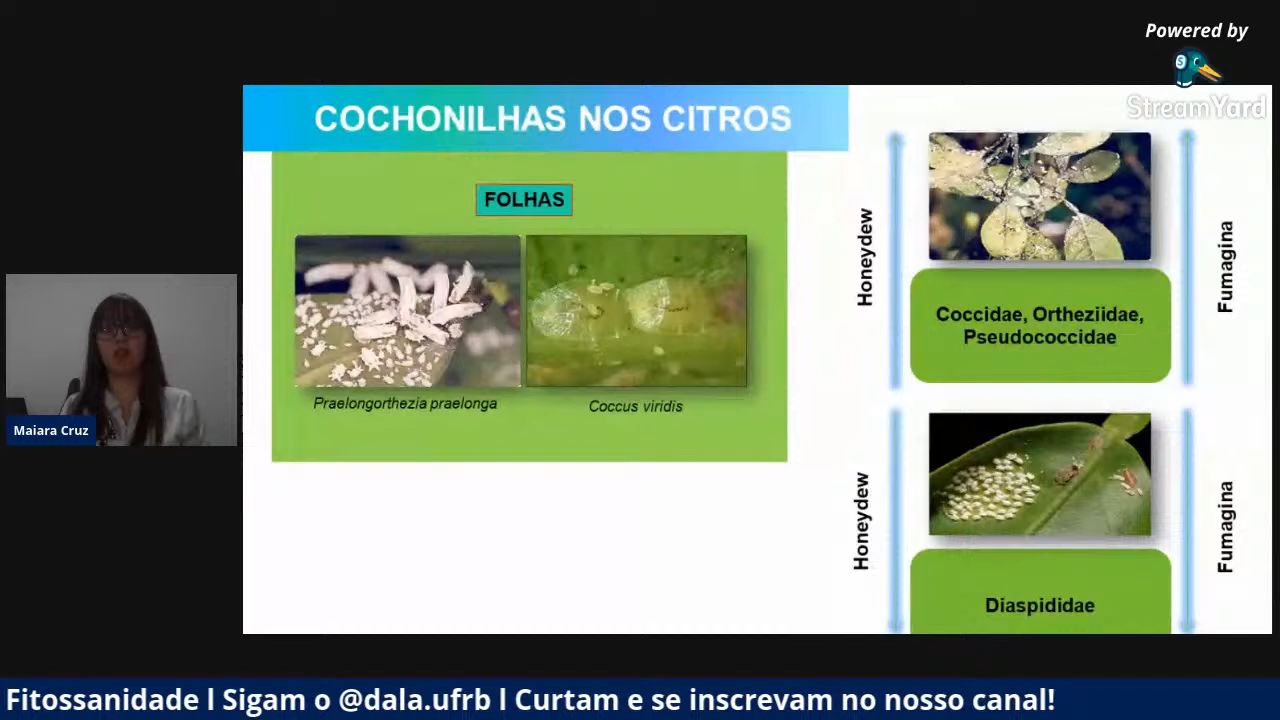 Powered by
StreamYard
COCHONILHAS NOS CITROS
FOLHAS
Praelongorthezia praelonga
Coccus viridis
Honeydew
Coccidae, Ortheziidae,
Pseudococcidae
Fumagina
Honeydew
Diaspididae
Fumagina
Maiara Cruz
Fitossanidade l Sigam o @dala.ufrb l Curtam e se inscrevam no nosso canal!